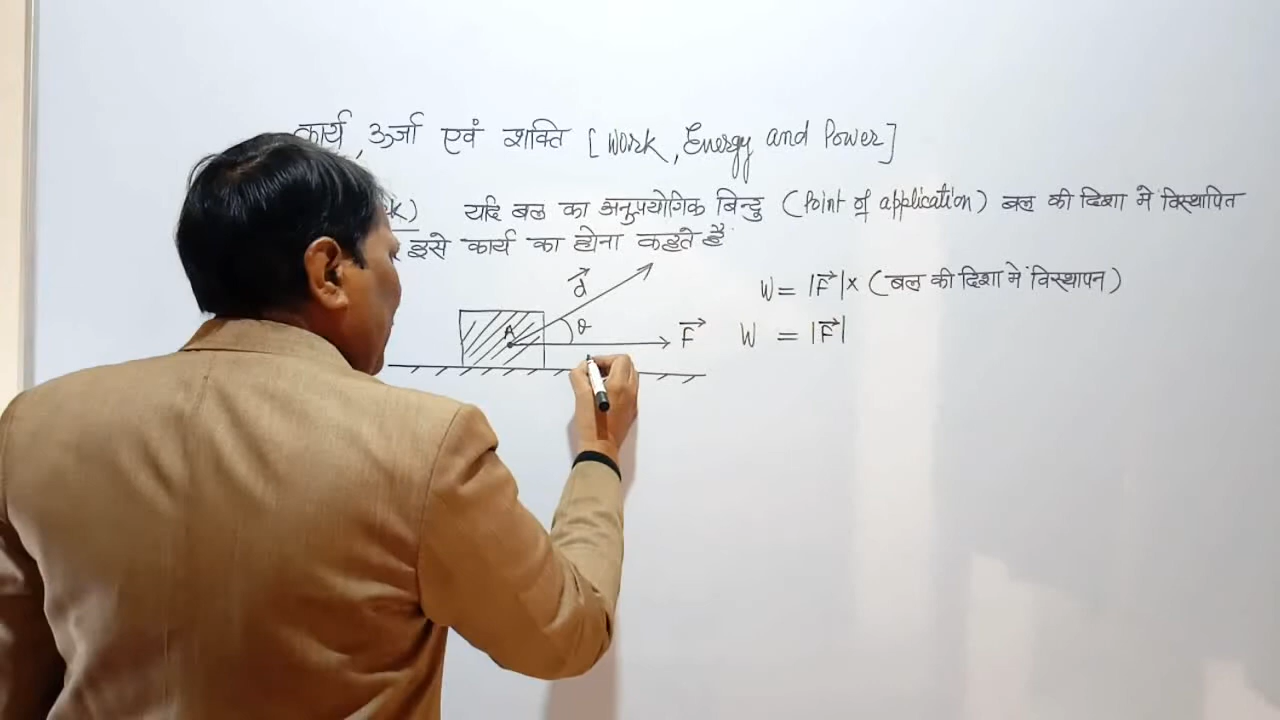 कार्य, ऊर्जा एवं शक्ति [Work, Energy and Power]
यदि बल का अनुप्रयोगिक बिन्दु (Point of application) बल की दिशा में विस्थापित
इसे कार्य का होना कहते है
W = |F⃗| × (बल की दिशा में विस्थापन)
W = |F⃗|
d⃗
A
θ
F⃗